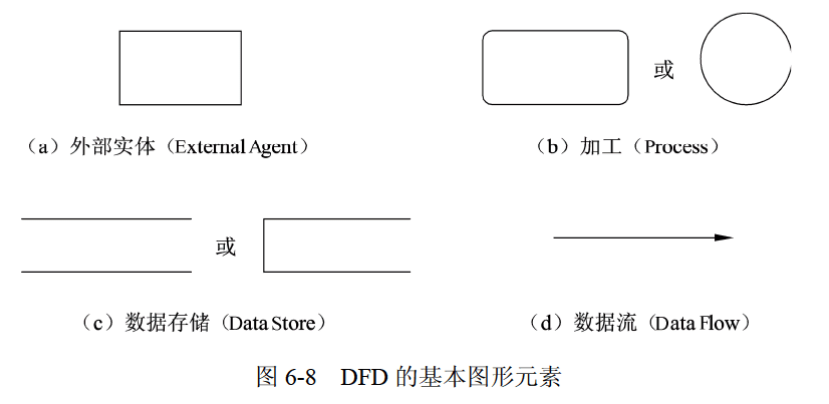 或
（a）外部实体（External Agent）
（b）加工（Process）
或
（c）数据存储（Data Store）
（d）数据流（Data Flow）
图 6-8 DFD 的基本图形元素